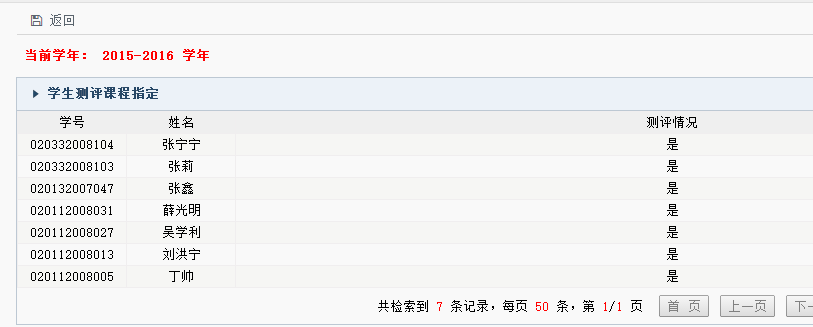 返回
当前学年： 2015-2016 学年
学生测评课程指定
学号 姓名 测评情况
020332008104 张宁宁 是
020332008103 张莉 是
020132007047 张鑫 是
020112008031 薛光明 是
020112008027 吴学利 是
020112008013 刘洪宁 是
020112008005 丁帅 是
共检索到 7 条记录，每页 50 条，第 1/1 页 首 页 上一页 下一